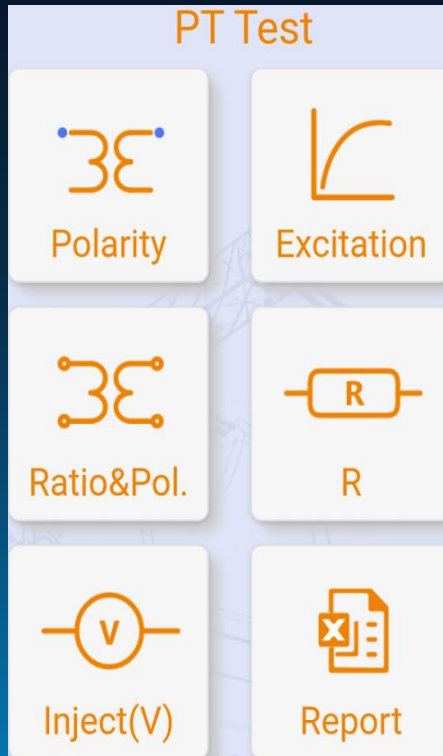 PT Test
Polarity
Excitation
Ratio&Pol.
R
R
V
Inject(V)
X
Report